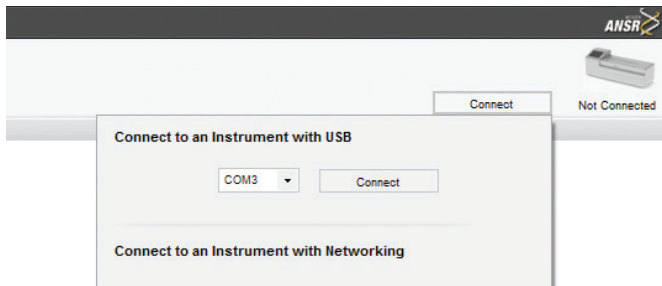 ANSR
Connect
Not Connected
Connect to an Instrument with USB
COM3
Connect
Connect to an Instrument with Networking